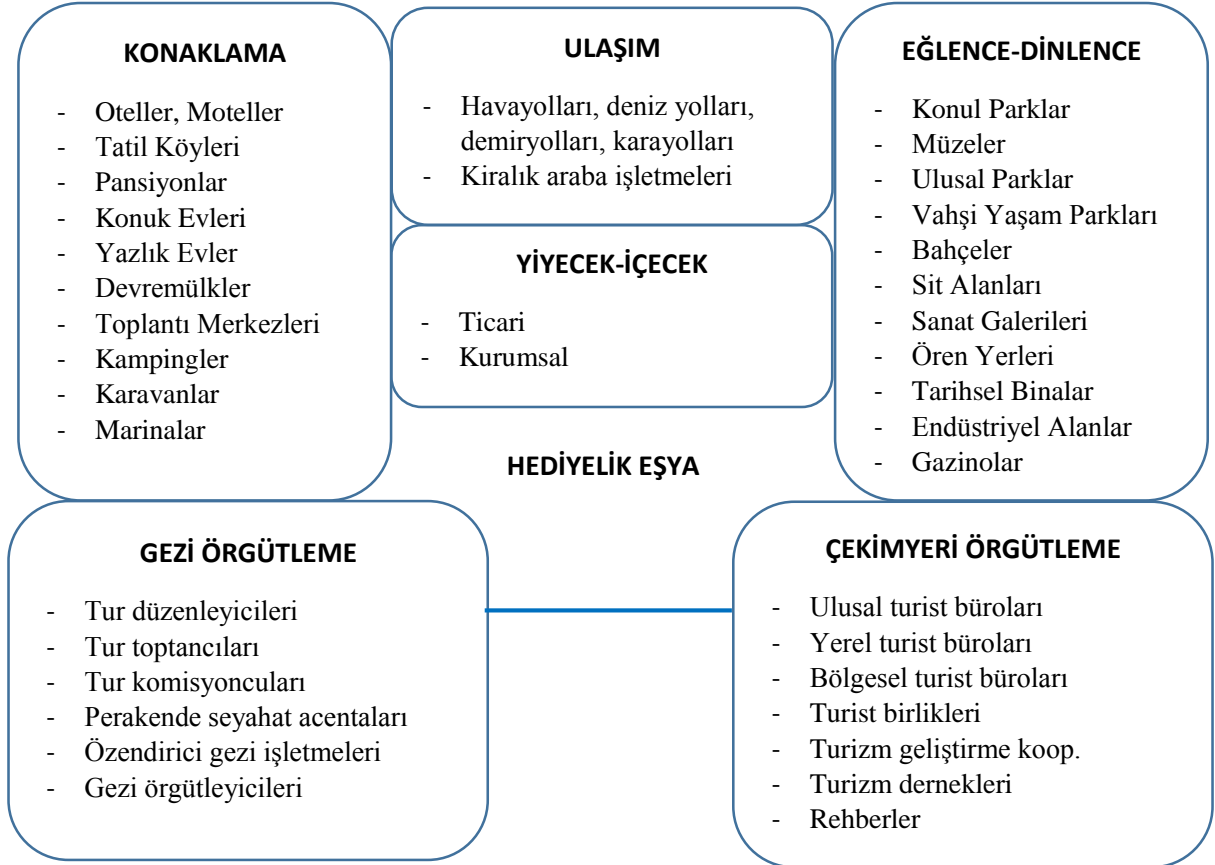 KONAKLAMA
- Oteller, Moteller
- Tatil Köyleri
- Pansiyonlar
- Konuk Evleri
- Yazlık Evler
- Devremülkler
- Toplantı Merkezleri
- Kampingler
- Karavanlar
- Marinalar
ULAŞIM
- Havayolları, deniz yolları,
demiryolları, karayolları
- Kiralık araba işletmeleri
YİYECEK-İÇECEK
- Ticari
- Kurumsal
EĞLENCE-DİNLENCE
- Konul Parklar
- Müzeler
- Ulusal Parklar
- Vahşi Yaşam Parkları
- Bahçeler
- Sit Alanları
- Sanat Galerileri
- Ören Yerleri
- Tarihsel Binalar
- Endüstriyel Alanlar
- Gazinolar
HEDİYELİK EŞYA
GEZİ ÖRGÜTLEME
- Tur düzenleyicileri
- Tur toptancıları
- Tur komisyoncuları
- Perakende seyahat acentaları
- Özendirici gezi işletmeleri
- Gezi örgütleyicileri
ÇEKİMYERİ ÖRGÜTLEME
- Ulusal turist büroları
- Yerel turist büroları
- Bölgesel turist büroları
- Turist birlikleri
- Turizm geliştirme koop.
- Turizm dernekleri
- Rehberler